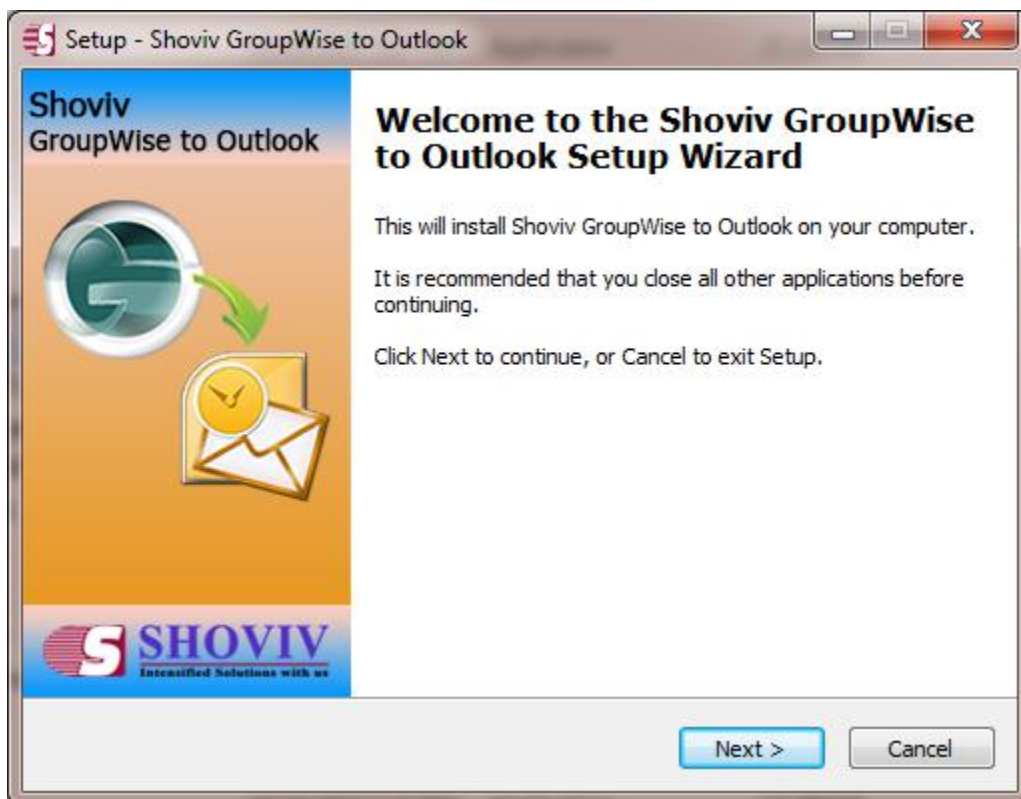 Setup - Shoviv GroupWise to Outlook
Shoviv
GroupWise to Outlook
Welcome to the Shoviv GroupWise
to Outlook Setup Wizard
This will install Shoviv GroupWise to Outlook on your computer.
It is recommended that you close all other applications before
continuing.
Click Next to continue, or Cancel to exit Setup.
SHOVIV
Intensified Solutions with us
Next >
Cancel